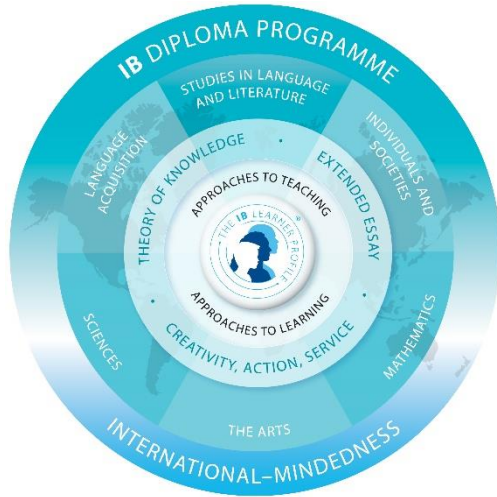 IB DIPLOMA PROGRAMME
STUDIES IN LANGUAGE
AND LITERATURE
LANGUAGE
ACQUISITION
INDIVIDUALS AND
SOCIETIES
THEORY OF KNOWLEDGE
EXTENDED ESSAY
APPROACHES TO TEACHING
THE IB LEARNER PROFILE
APPROACHES TO LEARNING
CREATIVITY, ACTION, SERVICE
SCIENCES
MATHEMATICS
THE ARTS
INTERNATIONAL–MINDEDNESS